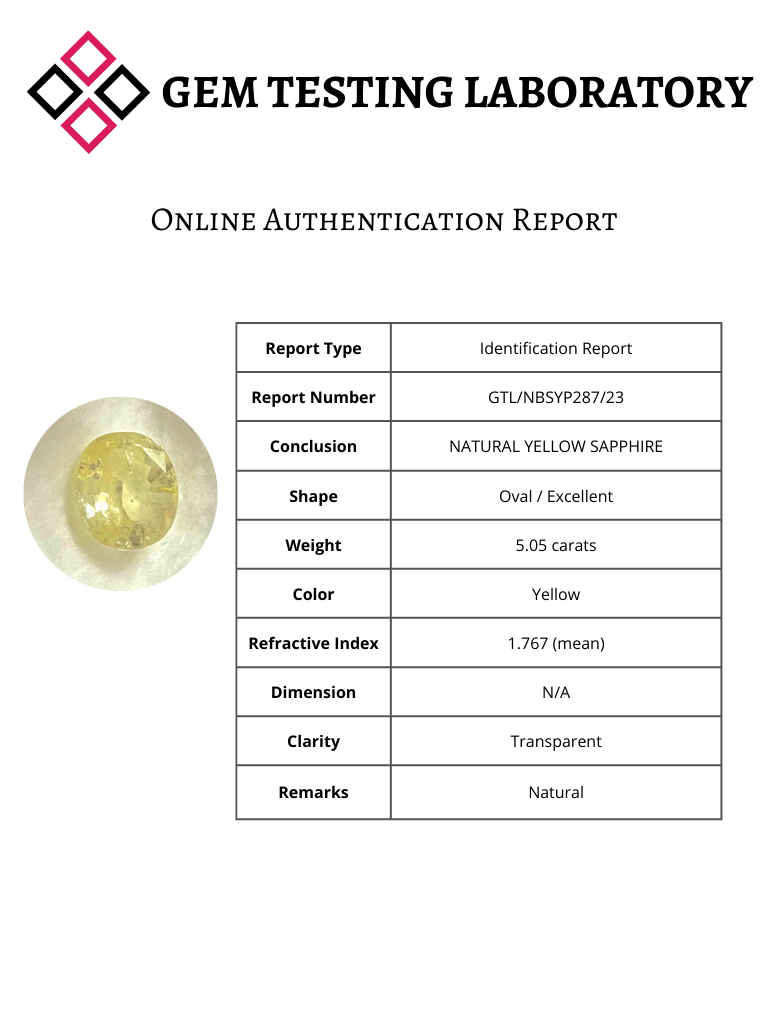 GEM TESTING LABORATORY
Online Authentication Report
Report Type Identification Report
Report Number GTL/NBSYP287/23
Conclusion NATURAL YELLOW SAPPHIRE
Shape Oval / Excellent
Weight 5.05 carats
Color Yellow
Refractive Index 1.767 (mean)
Dimension N/A
Clarity Transparent
Remarks Natural